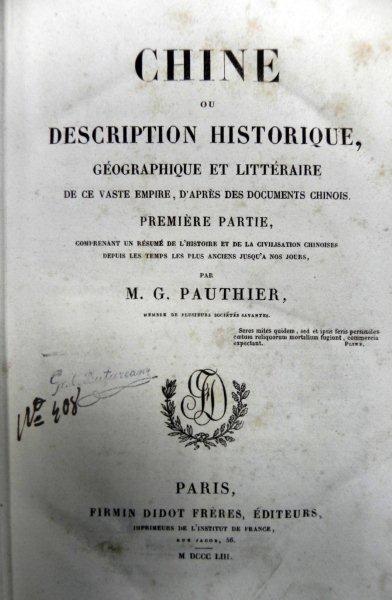 CHINE
OU
DESCRIPTION HISTORIQUE,
GÉOGRAPHIQUE ET LITTÉRAIRE
DE CE VASTE EMPIRE, D'APRÈS DES DOCUMENTS CHINOIS.
PREMIÈRE PARTIE,
COMPRENANT UN RÉSUMÉ DE L'HISTOIRE ET DE LA CIVILISATION CHINOISES
DEPUIS LES TEMPS LES PLUS ANCIENS JUSQU'A NOS JOURS,
PAR
M. G. PAUTHIER,
MEMBRE DE PLUSIEURS SOCIÉTÉS SAVANTES.
Seres mites quidem, sed et ipsis feris persimiles
cœtum reliquorum mortalium fugiunt, commercia
expectant. PLINE.
Nº 408
FD
PARIS,
FIRMIN DIDOT FRÈRES, ÉDITEURS,
IMPRIMEURS DE L'INSTITUT DE FRANCE,
RUE JACOB, 56.
M DCCC LIII.